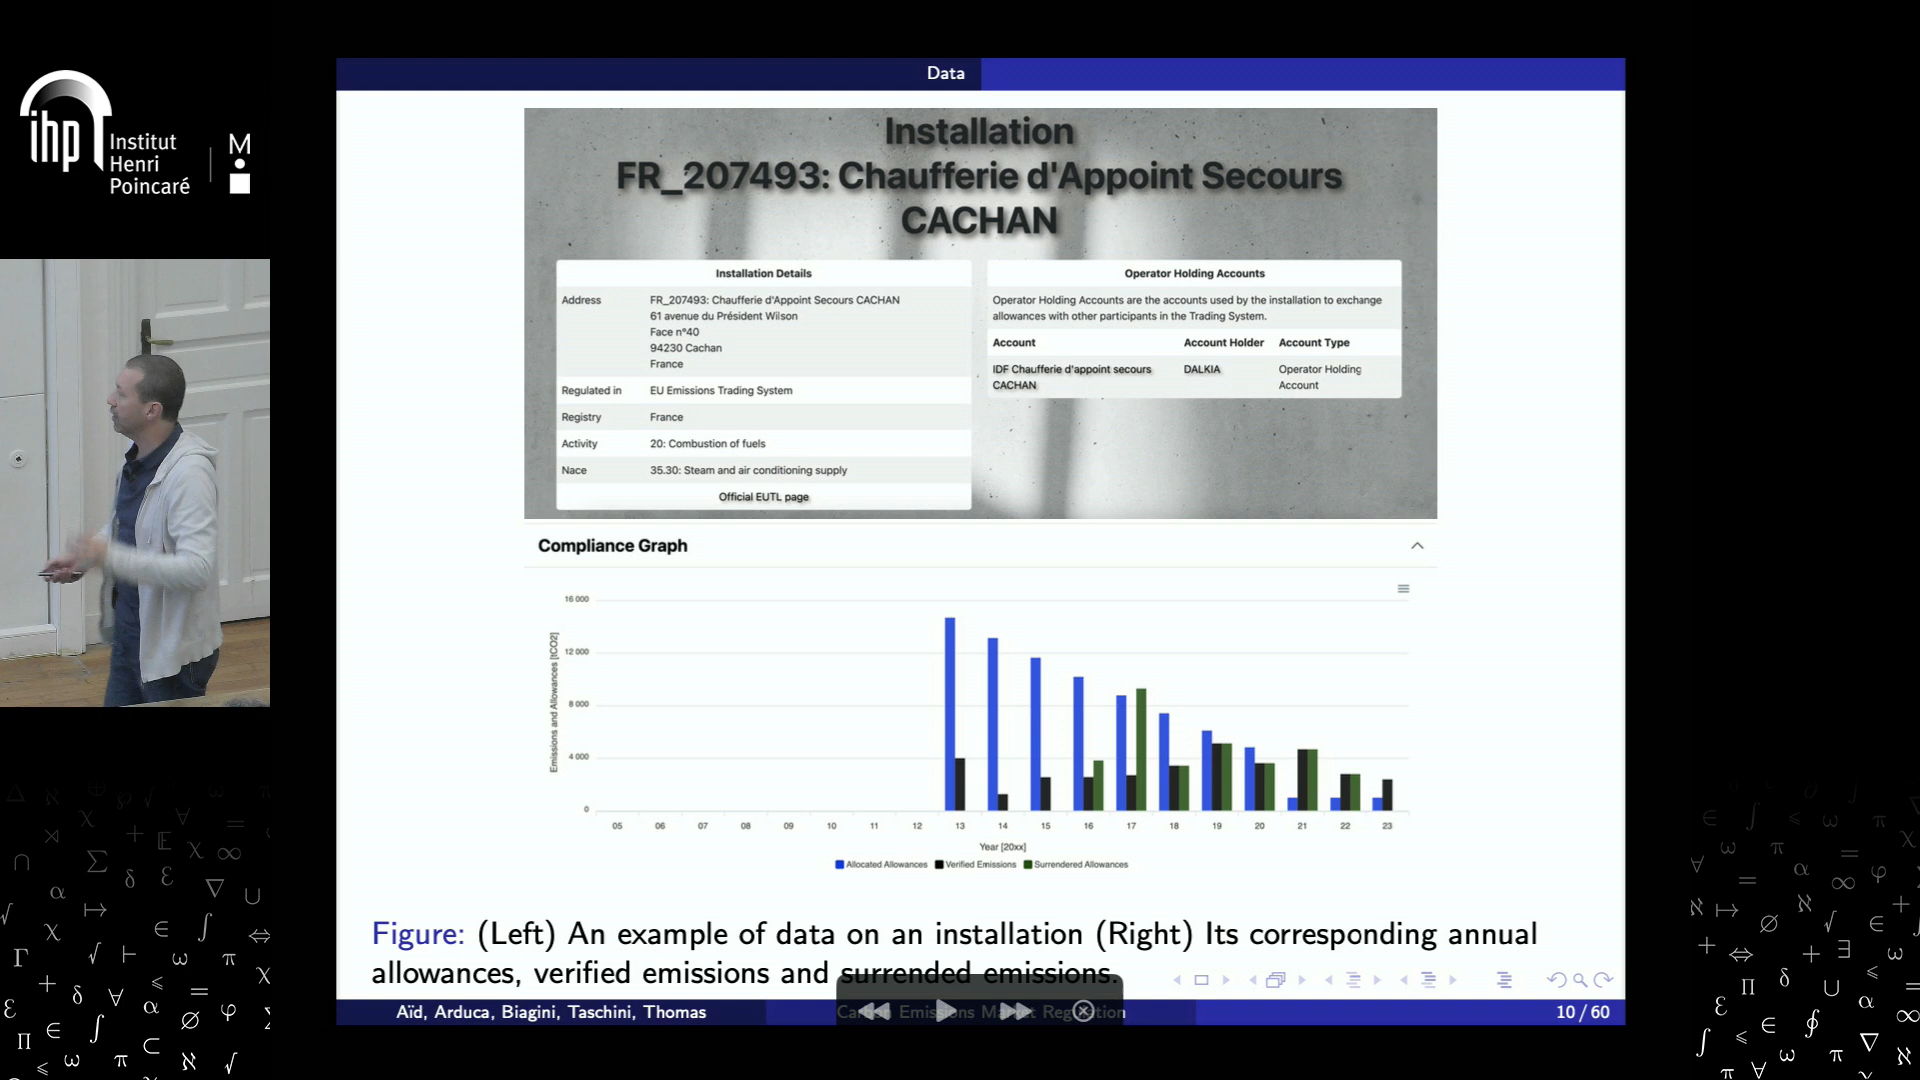 ihp
Institut
Henri
Poincaré
Data
Installation
FR_207493: Chaufferie d'Appoint Secours
CACHAN
Installation Details
Address
FR_207493: Chaufferie d'Appoint Secours CACHAN
61 avenue du Président Wilson
Face n°40
94230 Cachan
France
Regulated in EU Emissions Trading System
Registry France
Activity 20: Combustion of fuels
Nace 35.30: Steam and air conditioning supply
Official EUTL page
Operator Holding Accounts
Operator Holding Accounts are the accounts used by the installation to exchange
allowances with other participants in the Trading System.
Account Account Holder Account Type
IDF Chaufferie d'appoint secours DALKIA Operator Holding
CACHAN Account
Compliance Graph
Emissions and Allowances [tCO2]
16 000
12 000
8 000
4 000
0
05 06 07 08 09 10 11 12 13 14 15 16 17 18 19 20 21 22 23
Year [20xx]
Allocated Allowances Verified Emissions Surrendered Allowances
Figure: (Left) An example of data on an installation (Right) Its corresponding annual
allowances, verified emissions and surrended emissions.
Aïd, Arduca, Biagini, Taschini, Thomas
Emissions
10 / 60